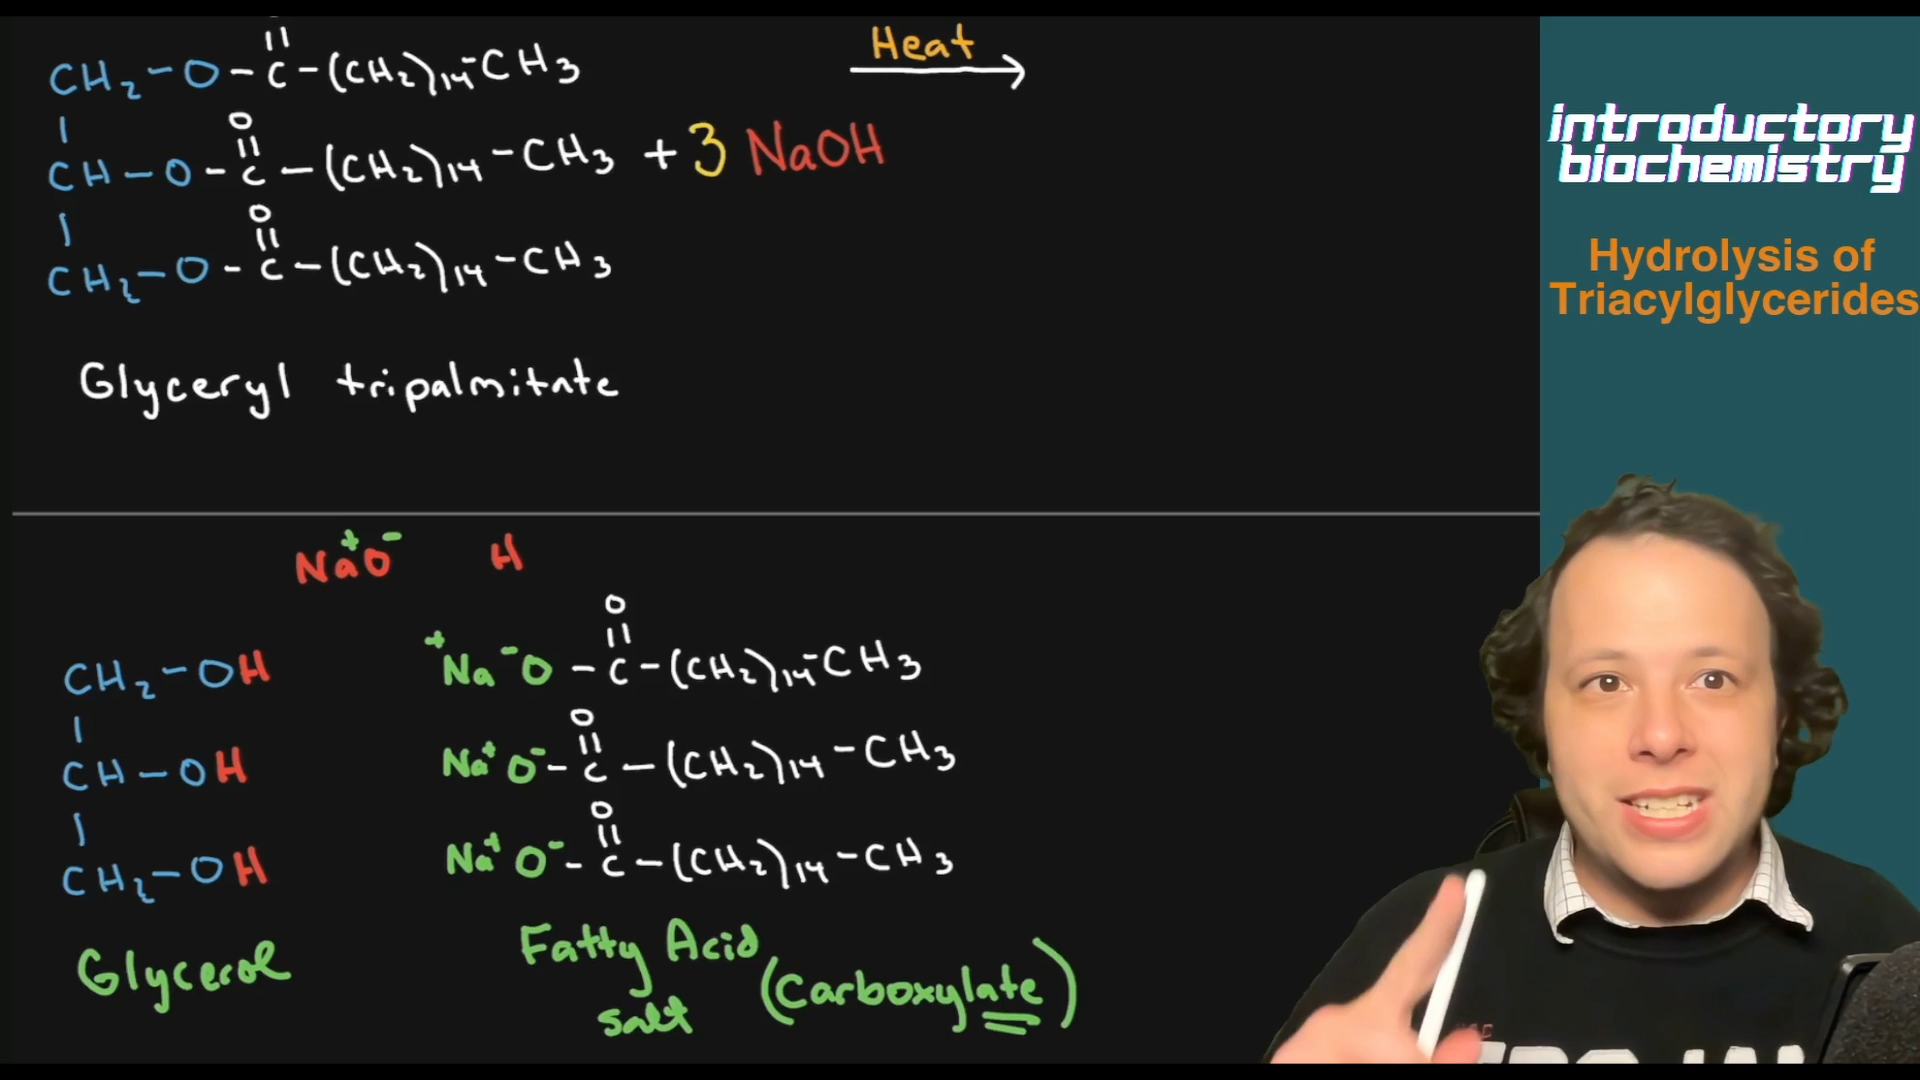 Heat
CH2-O-C-(CH2)14-CH3
O
CH-O-C-(CH2)14-CH3 + 3 NaOH
O
CH2-O-C-(CH2)14-CH3
Glyceryl tripalmitate
Na+O- H
O
CH2-OH +Na -O-C-(CH2)14-CH3
O
CH-OH Na+ O--C-(CH2)14-CH3
O
CH2-OH Na+ O--C-(CH2)14-CH3
Glycerol
Fatty Acid
salt (Carboxylate)
introductory
biochemistry
Hydrolysis of
Triacylglycerides